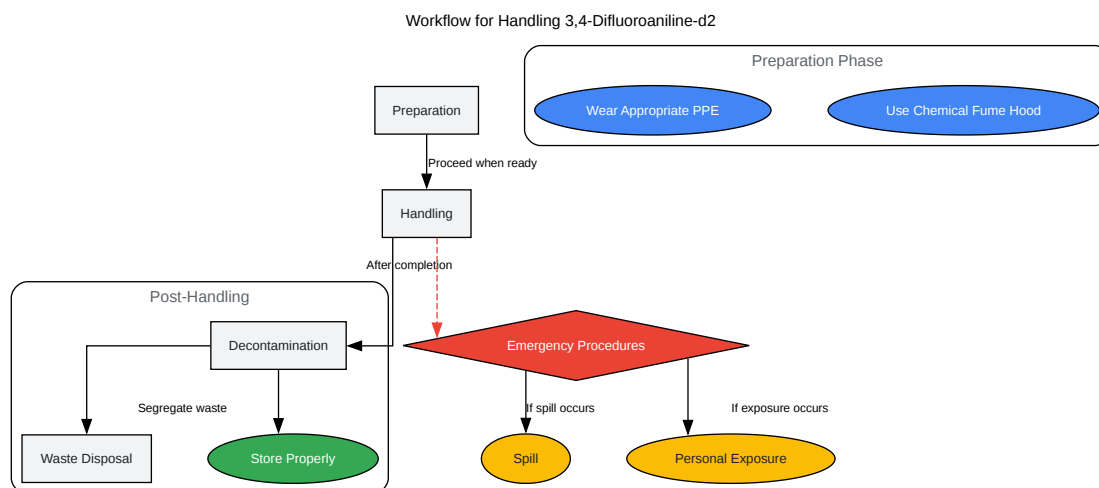 Workflow for Handling 3,4-Difluoroaniline-d2
Preparation Phase
Wear Appropriate PPE
Use Chemical Fume Hood
Preparation
Proceed when ready
Handling
After completion
Post-Handling
Decontamination
Emergency Procedures
Segregate waste
If spill occurs
If exposure occurs
Waste Disposal
Store Properly
Spill
Personal Exposure